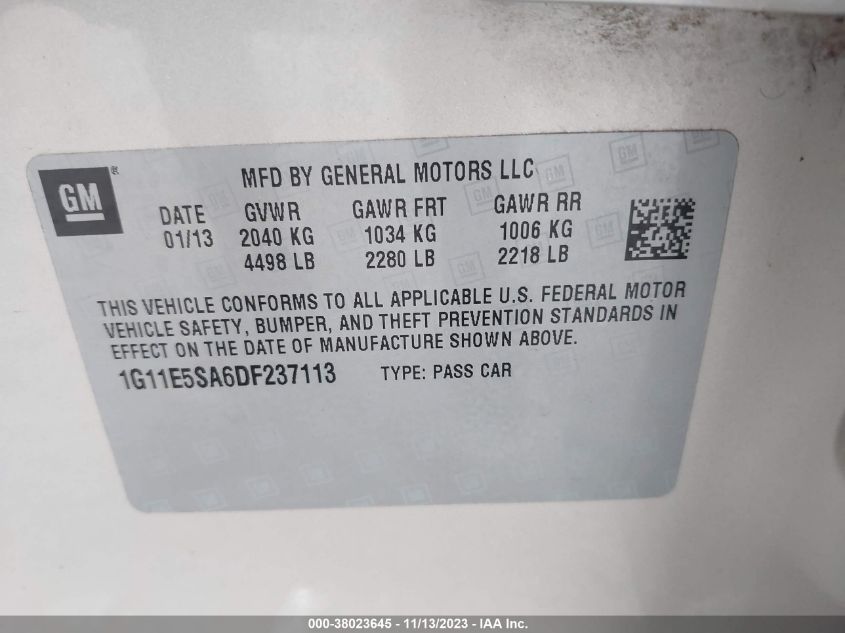 GM®
MFD BY GENERAL MOTORS LLC
DATE GVWR GAWR FRT GAWR RR
01/13 2040 KG 1034 KG 1006 KG
4498 LB 2280 LB 2218 LB
THIS VEHICLE CONFORMS TO ALL APPLICABLE U.S. FEDERAL MOTOR
VEHICLE SAFETY, BUMPER, AND THEFT PREVENTION STANDARDS IN
EFFECT ON THE DATE OF MANUFACTURE SHOWN ABOVE.
1G11E5SA6DF237113 TYPE: PASS CAR
000-38023645 - 11/13/2023 - IAA Inc.